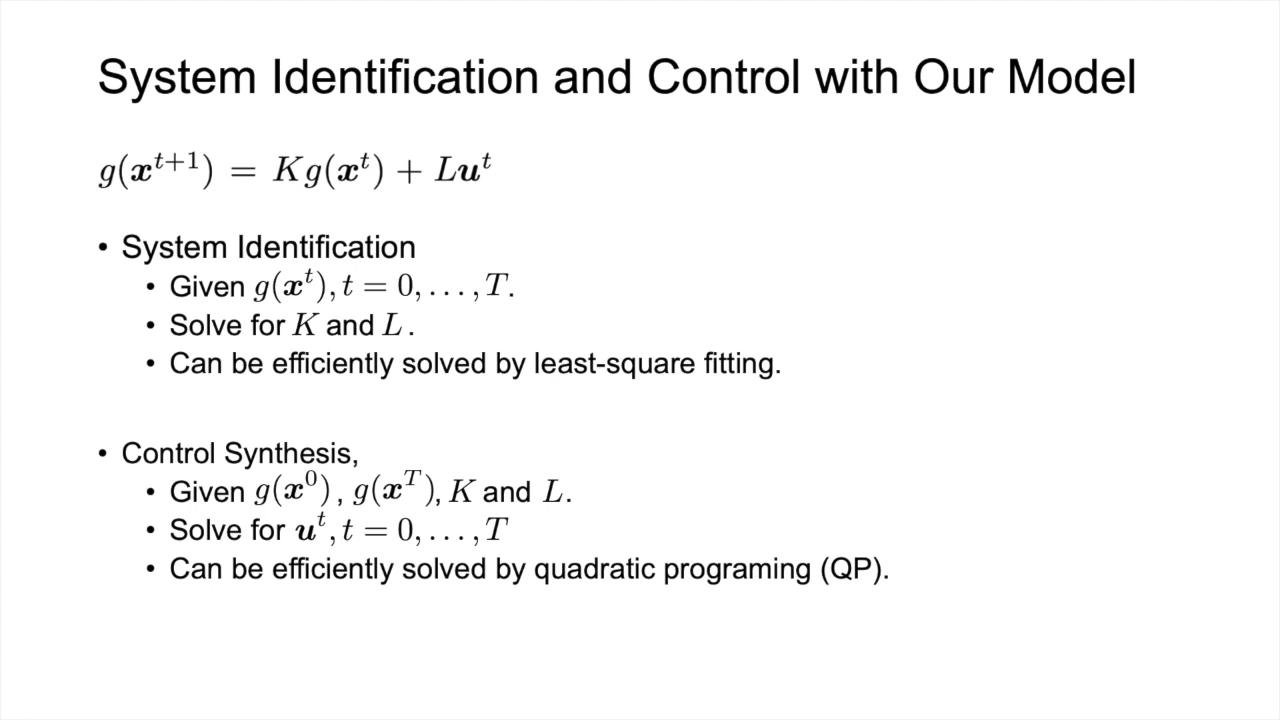 System Identification and Control with Our Model
g(𝒙^{t+1}) = Kg(𝒙^t) + L𝒖^t
• System Identification
• Given g(𝒙^t), t = 0, . . . , T.
• Solve for K and L.
• Can be efficiently solved by least-square fitting.
• Control Synthesis,
• Given g(𝒙^0), g(𝒙^T), K and L.
• Solve for 𝒖^t, t = 0, . . . , T
• Can be efficiently solved by quadratic programing (QP).